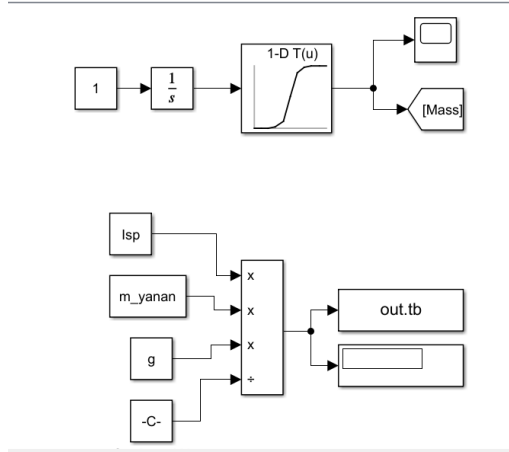 1-D T(u)
1
1
s
[Mass]
Isp
x
m_yanan
x
out.tb
g
x
÷
-C-